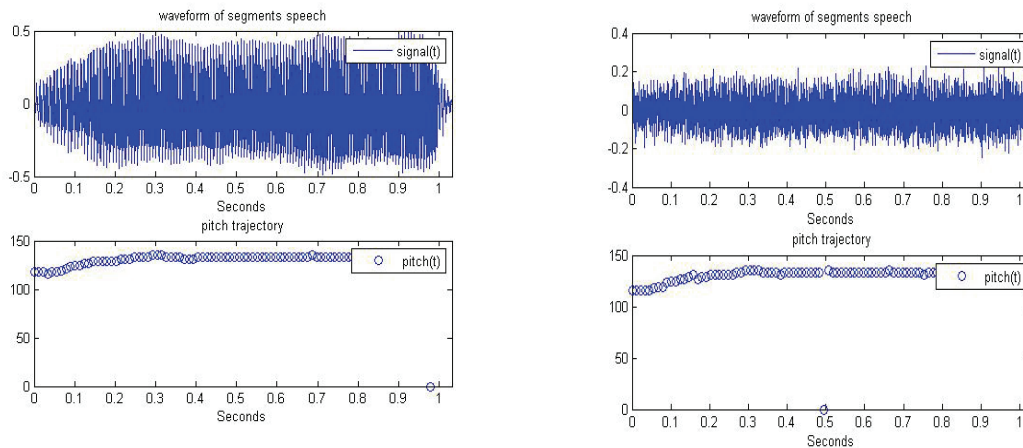 waveform of segments speech
0.5
signal(t)
0
-0.5
0 0.1 0.2 0.3 0.4 0.5 0.6 0.7 0.8 0.9 1
Seconds
pitch trajectory
150
pitch(t)
100
50
0
0 0.1 0.2 0.3 0.4 0.5 0.6 0.7 0.8 0.9 1
Seconds
waveform of segments speech
0.4
signal(t)
0.2
0
-0.2
-0.4
0 0.1 0.2 0.3 0.4 0.5 0.6 0.7 0.8 0.9 1
Seconds
pitch trajectory
150
pitch(t)
100
50
0
0 0.1 0.2 0.3 0.4 0.5 0.6 0.7 0.8 0.9 1
Seconds